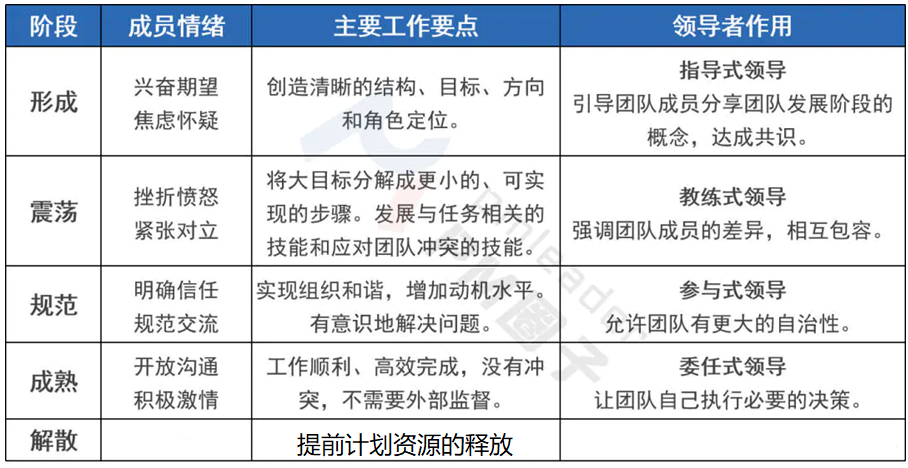 阶段 成员情绪 主要工作要点 领导者作用
形成
兴奋期望
焦虑怀疑
创造清晰的结构、目标、方向
和角色定位。
指导式领导
引导团队成员分享团队发展阶段的
概念，达成共识。
震荡
挫折愤怒
紧张对立
将大目标分解成更小的、可实
现的步骤。发展与任务相关的
技能和应对团队冲突的技能。
教练式领导
强调团队成员的差异，相互包容。
规范
明确信任
规范交流
实现组织和谐，增加动机水平。
有意识地解决问题。
参与式领导
允许团队有更大的自治性。
成熟
开放沟通
积极激情
工作顺利、高效完成，没有冲
突，不需要外部监督。
委任式领导
让团队自己执行必要的决策。
解散
提前计划资源的释放
PM圈子